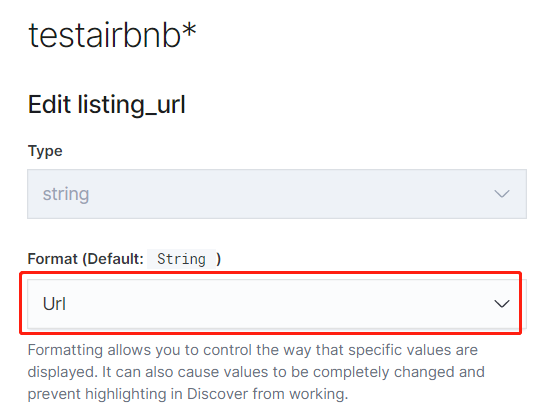 testairbnb*
Edit listing_url
Type
string
Format (Default: String )
Url
Formatting allows you to control the way that specific values are
displayed. It can also cause values to be completely changed and
prevent highlighting in Discover from working.